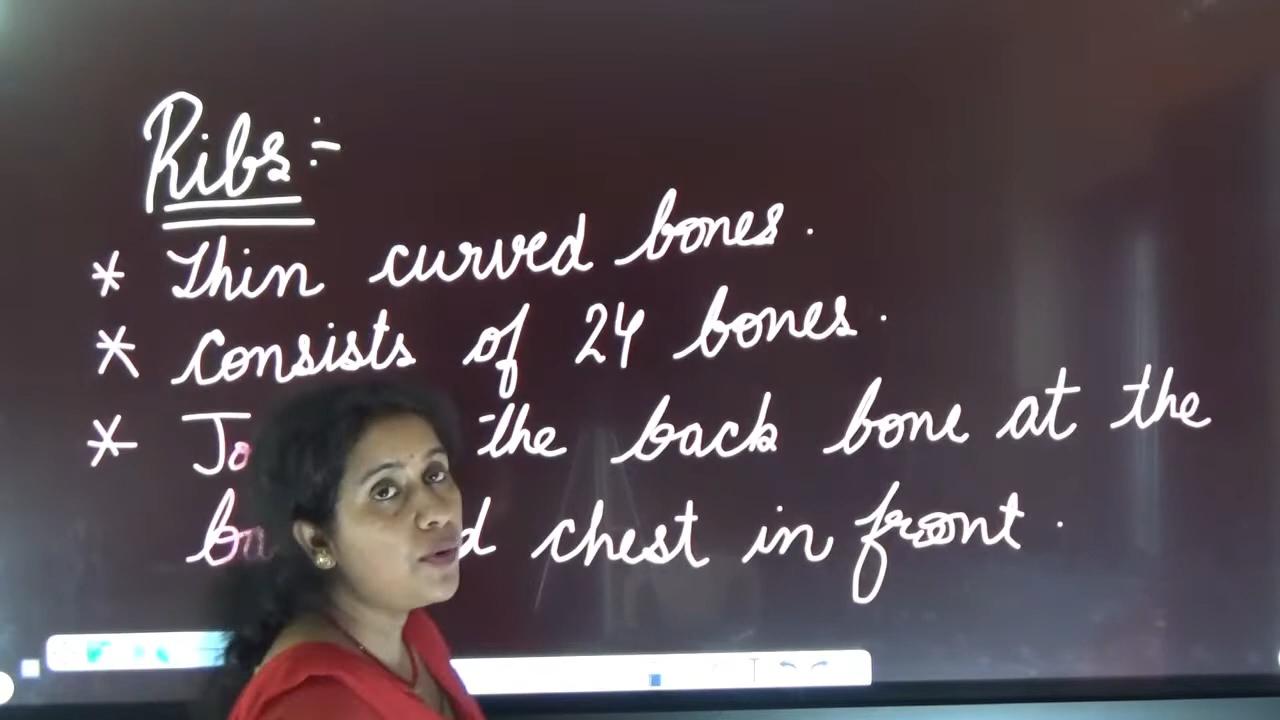 Ribs:-
* Thin curved bones.
* Consists of 24 bones.
* the back bone at the
chest in front.